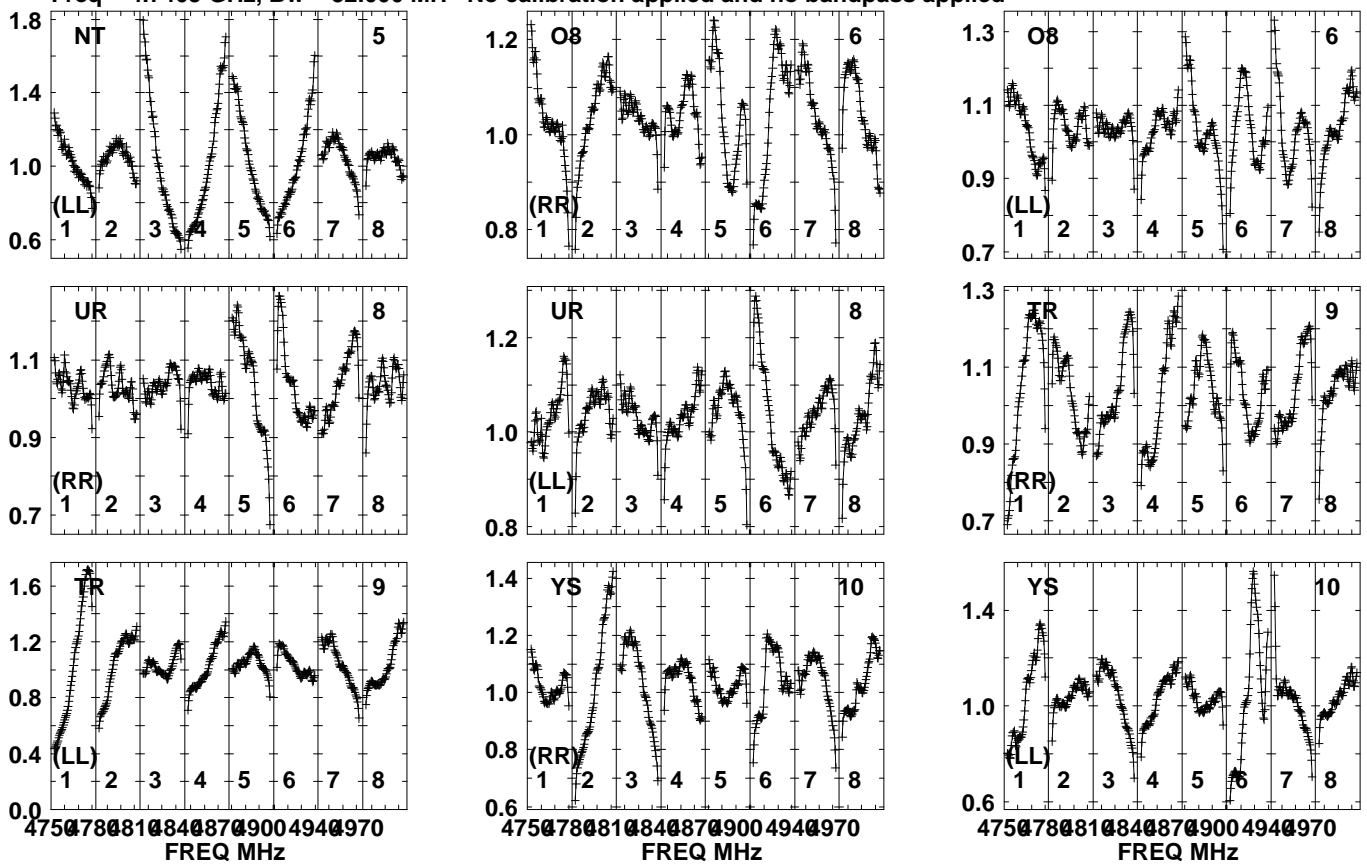 Freq = GHz, Bw = 32.000 MH No calibration applied and no bandpass applied
1.8
1.4
1.0
0.6
NT 5
(LL)
1 2 3 4 5 6 7 8
1.2
1.0
0.8
O8 6
(RR)
1 2 3 4 5 6 7 8
1.3
1.1
0.9
0.7
O8 6
(LL)
1 2 3 4 5 6 7 8
1.1
0.9
0.7
UR 8
(RR)
1 2 3 4 5 6 7 8
1.2
1.0
0.8
UR 8
(LL)
1 2 3 4 5 6 7 8
1.3
1.1
0.9
0.7
TR 9
(RR)
1 2 3 4 5 6 7 8
1.6
1.2
0.8
0.4
0.0
TR 9
(LL)
1 2 3 4 5 6 7 8
4750 4780 4810 4840 4870 4900 4940 4970
FREQ MHz
1.4
1.2
1.0
0.8
0.6
YS 10
(RR)
1 2 3 4 5 6 7 8
4750 4780 4810 4840 4870 4900 4940 4970
FREQ MHz
1.4
1.0
0.6
YS 10
(LL)
1 2 3 4 5 6 7 8
4750 4780 4810 4840 4870 4900 4940 4970
FREQ MHz